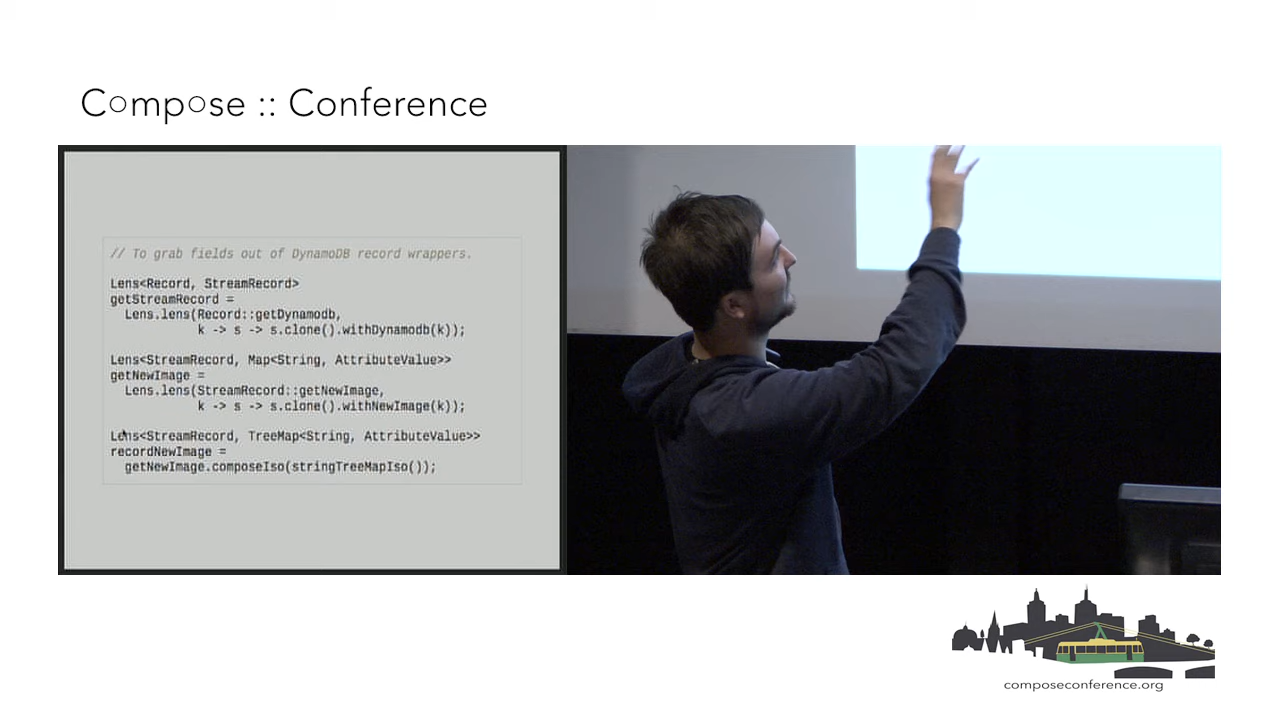 Compose :: Conference
// To grab fields out of DynamoDB record wrappers.
Lens<Record, StreamRecord>
getStreamRecord =
Lens.lens(Record::getDynamodb,
k -> s -> s.clone().withDynamodb(k));
Lens<StreamRecord, Map<String, AttributeValue>>
getNewImage =
Lens.lens(StreamRecord::getNewImage,
k -> s -> s.clone().withNewImage(k));
Lens<StreamRecord, TreeMap<String, AttributeValue>>
recordNewImage =
getNewImage.composeIso(stringTreeMapIso());
composeconference.org